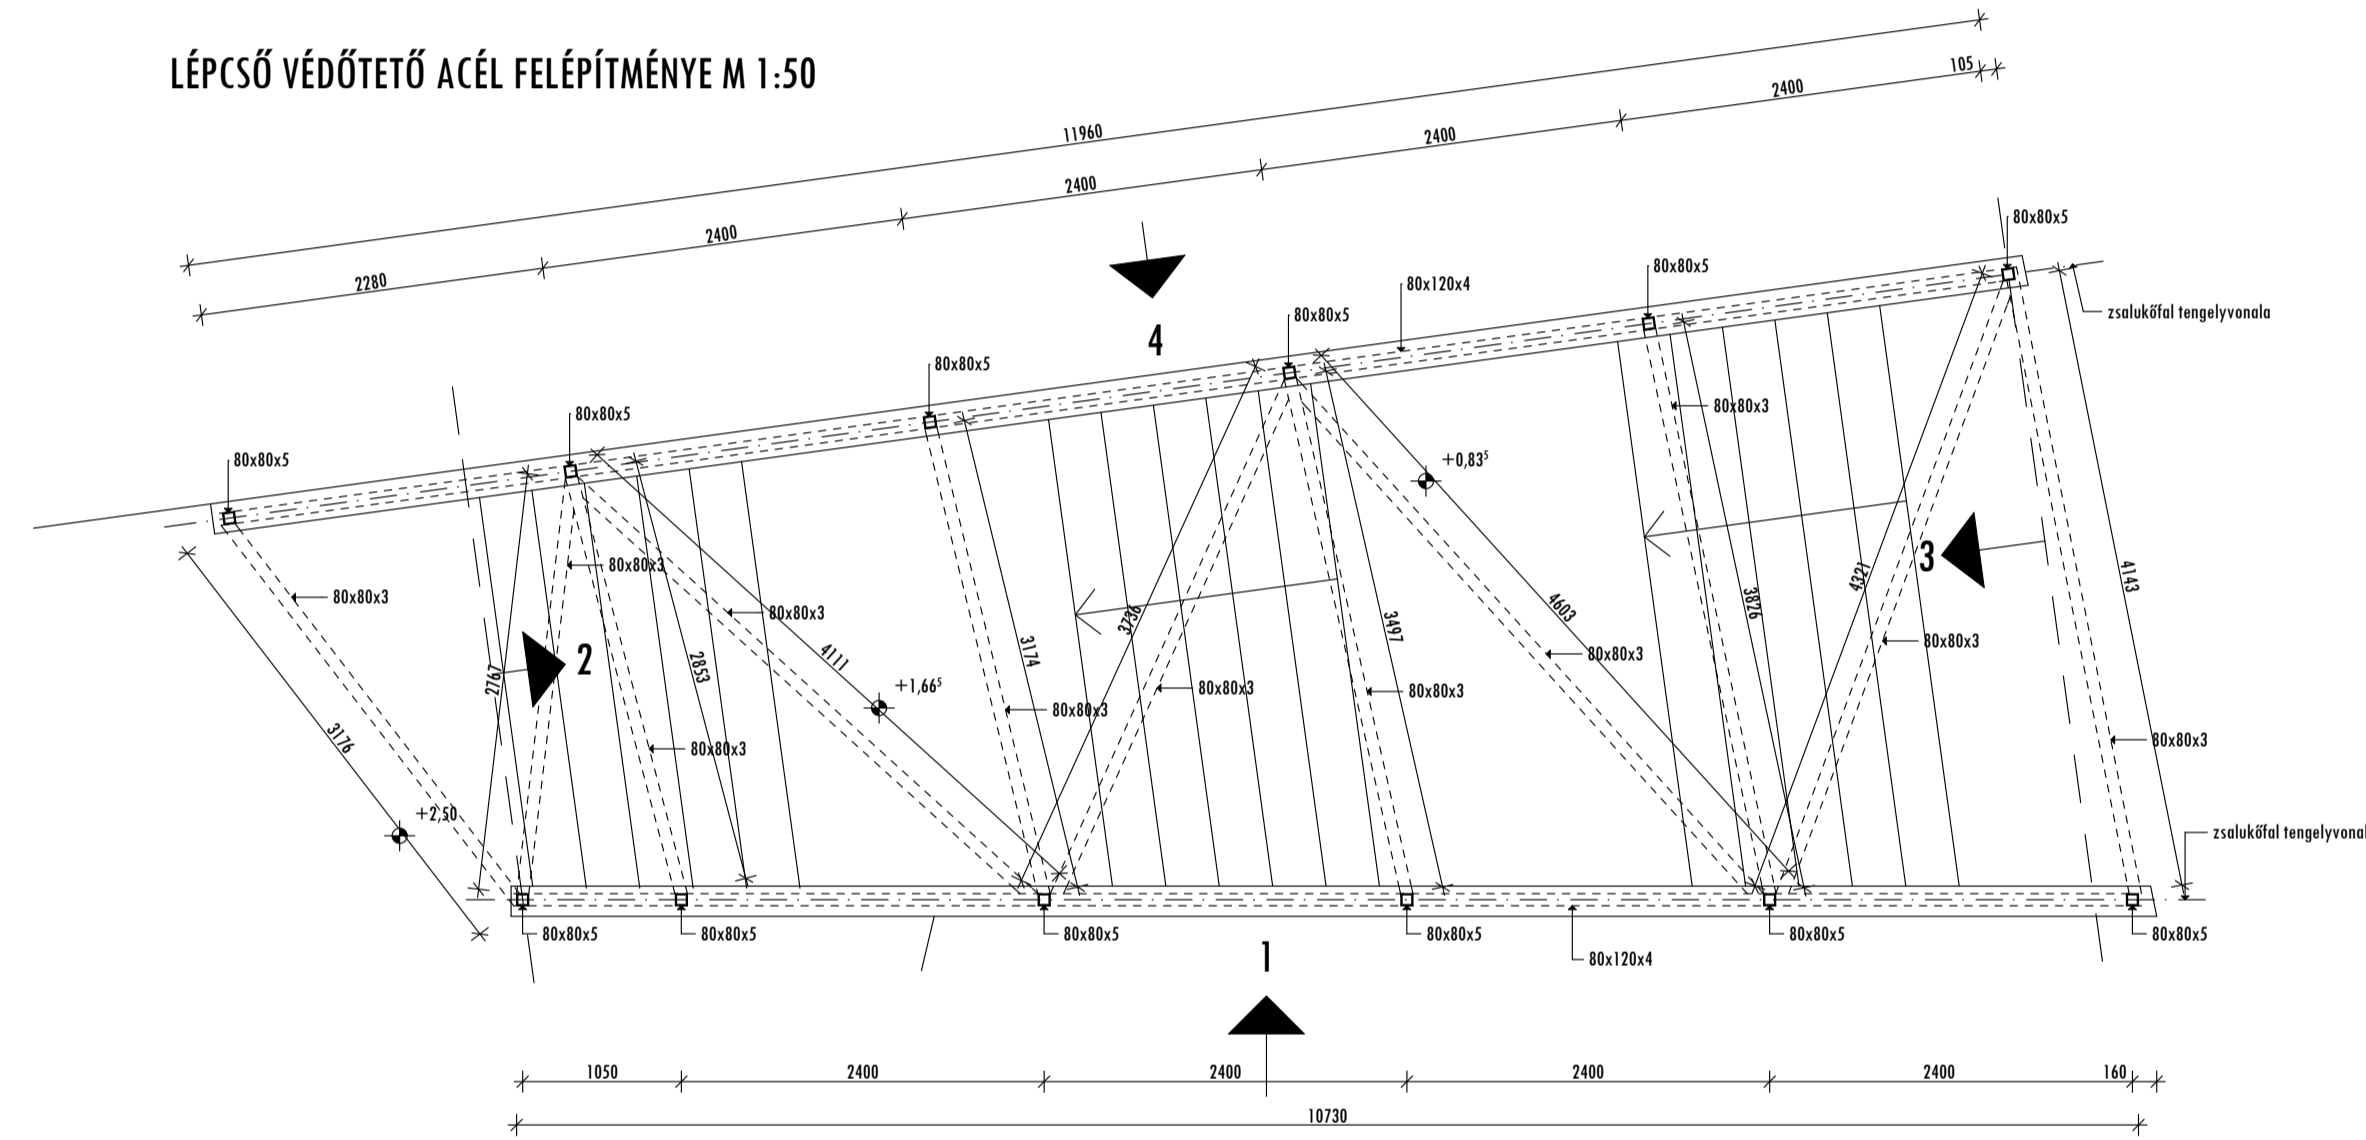 LÉPCSŐ VÉDŐTETŐ ACÉL FELÉPÍTMÉNYE M 1:50
11960
2280
2400
2400
2400
2400
105
80x80x5
80x80x5
80x80x5
80x80x5
80x120x4
80x80x5
80x80x5
zsalukőfal tengelyvonala
4
80x80x3
80x80x3
80x80x3
80x80x3
80x80x3
80x80x3
80x80x3
80x80x3
80x80x3
80x80x3
80x80x3
3176
2767
2
2853
4111
3174
3736
3497
4603
3826
4321
3
4143
+2,50
+1,66⁵
+0,83⁵
zsalukőfal tengelyvonal
80x80x5
80x80x5
80x80x5
80x80x5
80x120x4
80x80x5
80x80x5
1
1050
2400
2400
2400
2400
160
10730